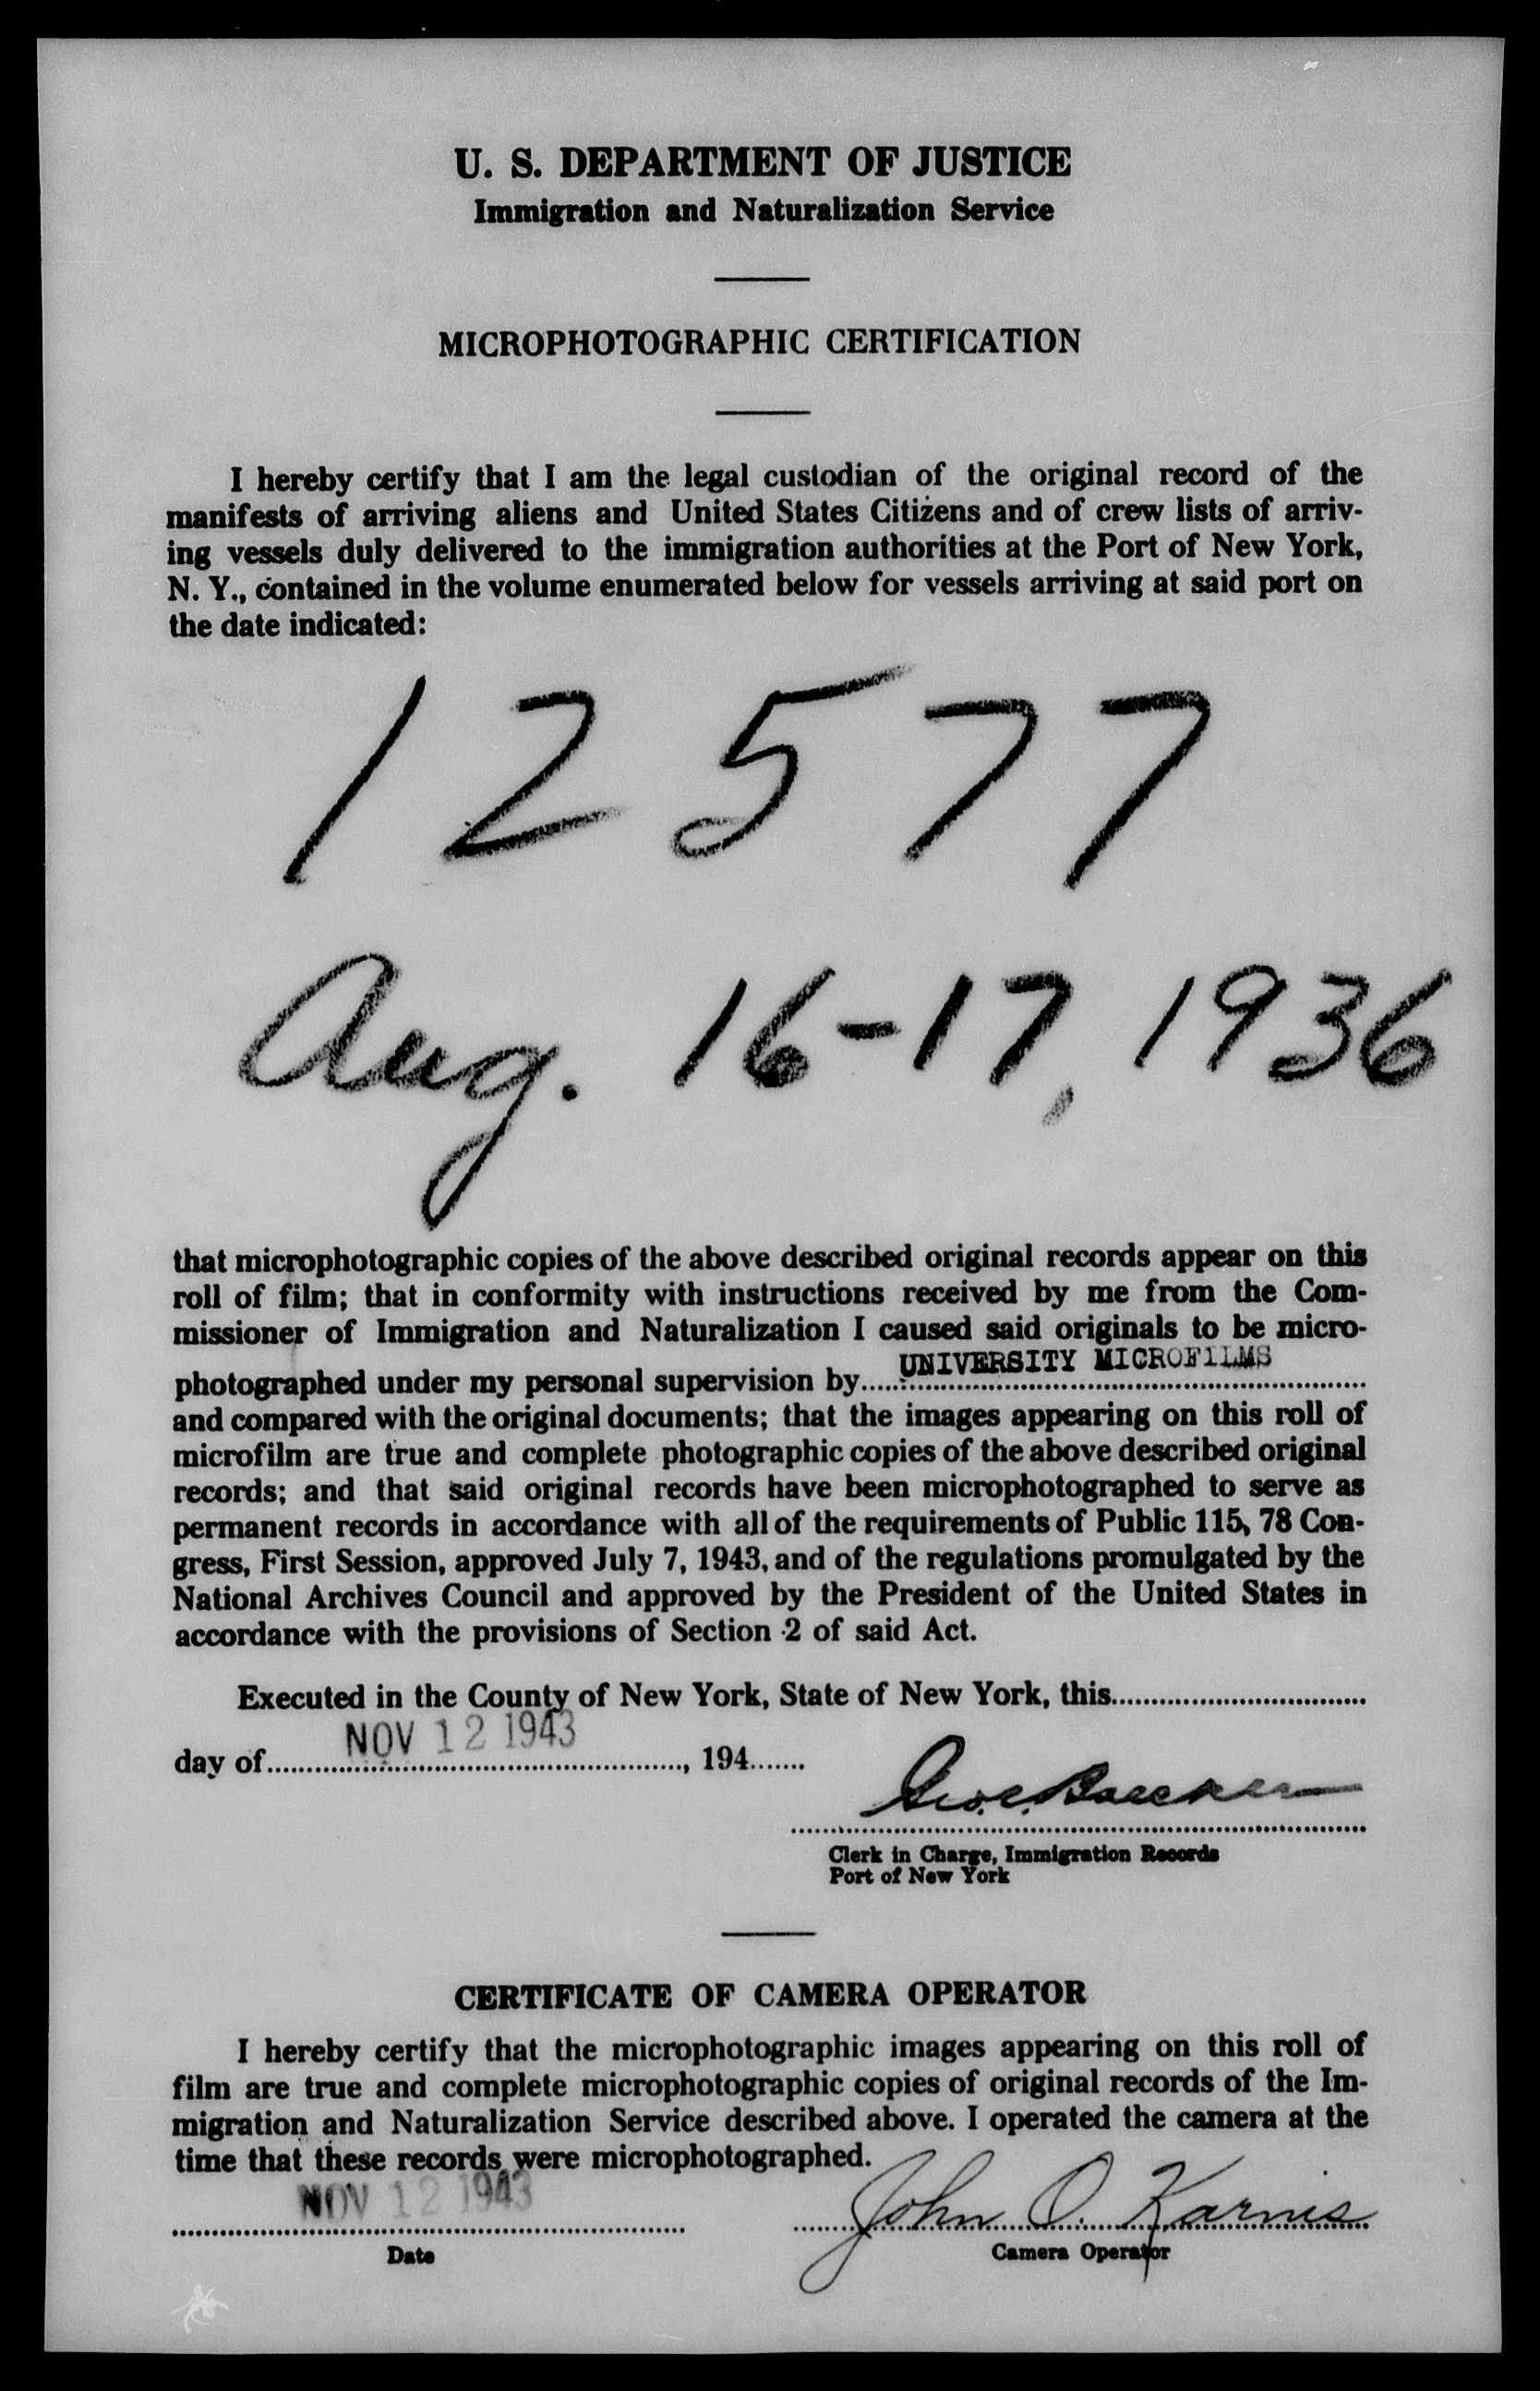 U. S. DEPARTMENT OF JUSTICE
Immigration and Naturalization Service
MICROPHOTOGRAPHIC CERTIFICATION
I hereby certify that I am the legal custodian of the original record of the
manifests of arriving aliens and United States Citizens and of crew lists of arriv-
ing vessels duly delivered to the immigration authorities at the Port of New York,
N. Y., contained in the volume enumerated below for vessels arriving at said port on
the date indicated:
12577
Aug. 16-17, 1936
that microphotographic copies of the above described original records appear on this
roll of film; that in conformity with instructions received by me from the Com-
missioner of Immigration and Naturalization I caused said originals to be micro-
UNIVERSITY MICROFILMS
photographed under my personal supervision by
and compared with the original documents; that the images appearing on this roll of
microfilm are true and complete photographic copies of the above described original
records; and that said original records have been microphotographed to serve as
permanent records in accordance with all of the requirements of Public 115, 78 Con-
gress, First Session, approved July 7, 1943, and of the regulations promulgated by the
National Archives Council and approved by the President of the United States in
accordance with the provisions of Section 2 of said Act.
Executed in the County of New York, State of New York, this
NOV 12 1943
day of , 194
Clerk in Charge, Immigration Records
Port of New York
CERTIFICATE OF CAMERA OPERATOR
I hereby certify that the microphotographic images appearing on this roll of
film are true and complete microphotographic copies of original records of the Im-
migration and Naturalization Service described above. I operated the camera at the
time that these records were microphotographed.
NOV 12 1943
John O. Karnis
Date
Camera Operator